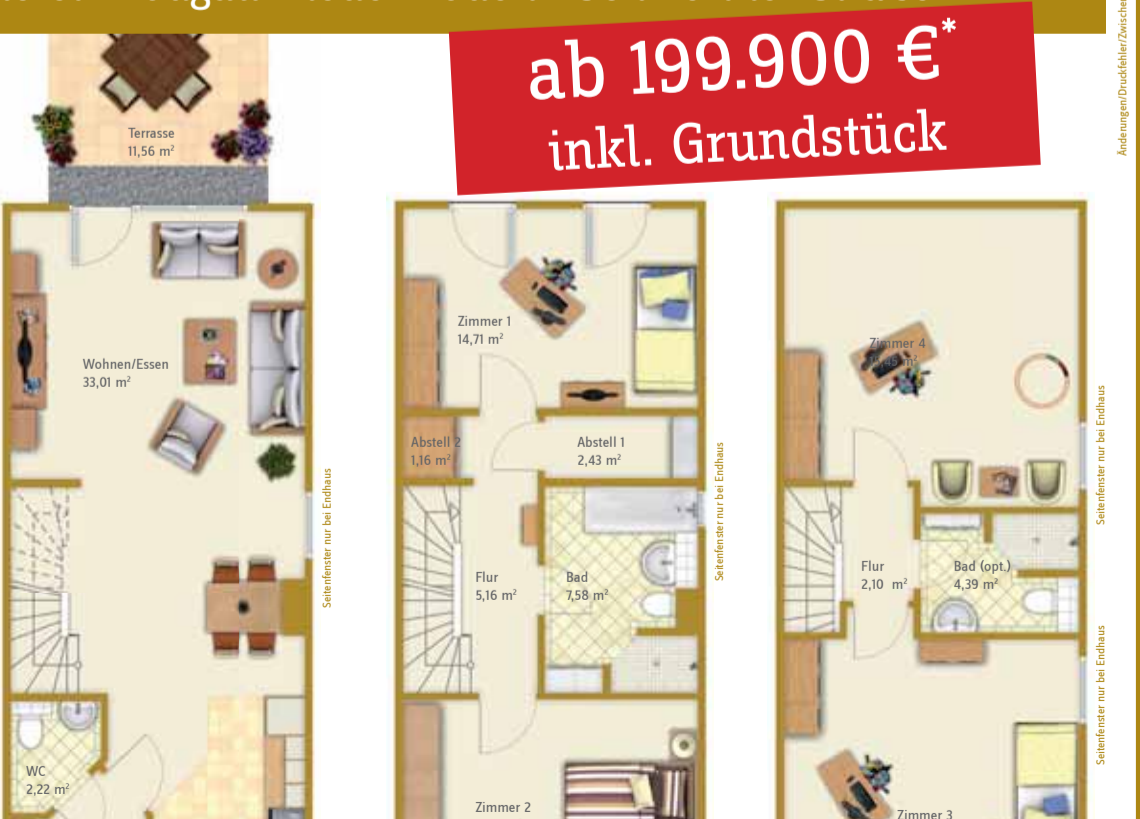 ab 199.900 €*
inkl. Grundstück
Änderungen/Druckfehler/Zwischen
Terrasse
11,56 m²
Wohnen/Essen
33,01 m²
Seitenfenster nur bei Endhaus
WC
2,22 m²
Zimmer 1
14,71 m²
Abstell 2
1,16 m²
Abstell 1
2,43 m²
Flur
5,16 m²
Bad
7,58 m²
Seitenfenster nur bei Endhaus
Zimmer 2
Zimmer 4
Seitenfenster nur bei Endhaus
Flur
2,10 m²
Bad (opt.)
4,39 m²
Seitenfenster nur bei Endhaus
Zimmer 3